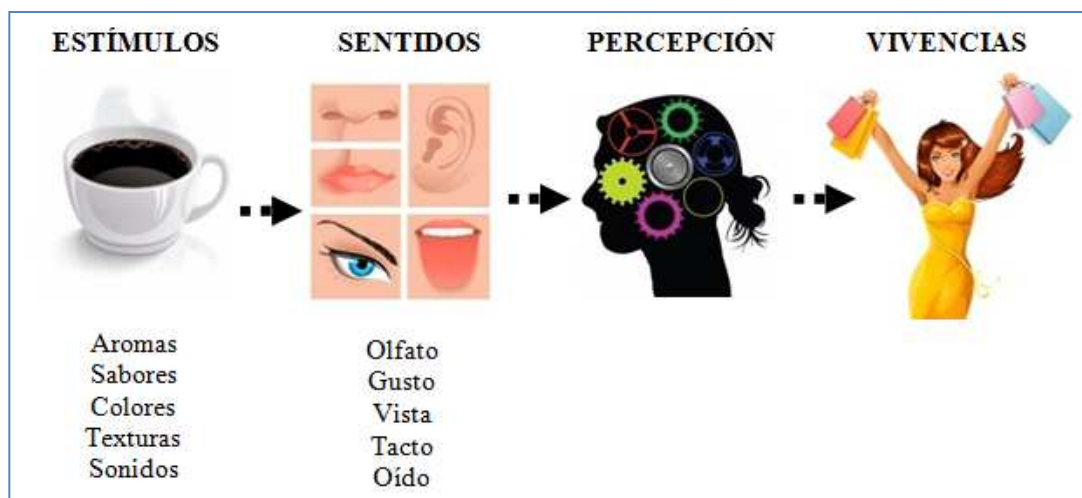 ESTÍMULOS
SENTIDOS
PERCEPCIÓN
VIVENCIAS
Aromas
Sabores
Colores
Texturas
Sonidos
Olfato
Gusto
Vista
Tacto
Oído